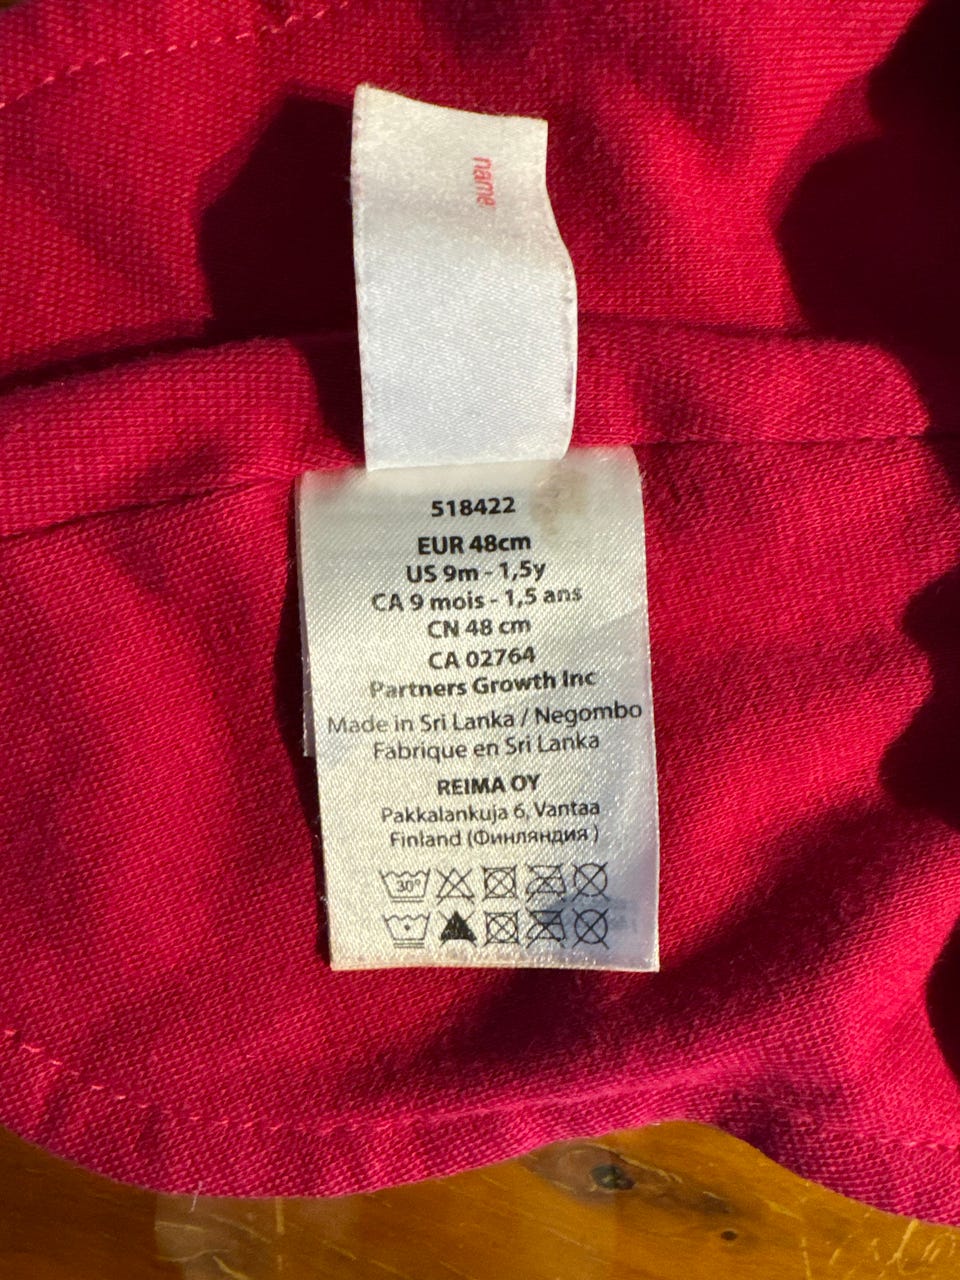 name
518422
EUR 48cm
US 9m - 1,5y
CA 9 mois - 1,5 ans
CN 48 cm
CA 02764
Partners Growth Inc
Made in Sri Lanka / Negombo
Fabrique en Sri Lanka
REIMA OY
Pakkalankuja 6, Vantaa
Finland (Финляндия )
30°